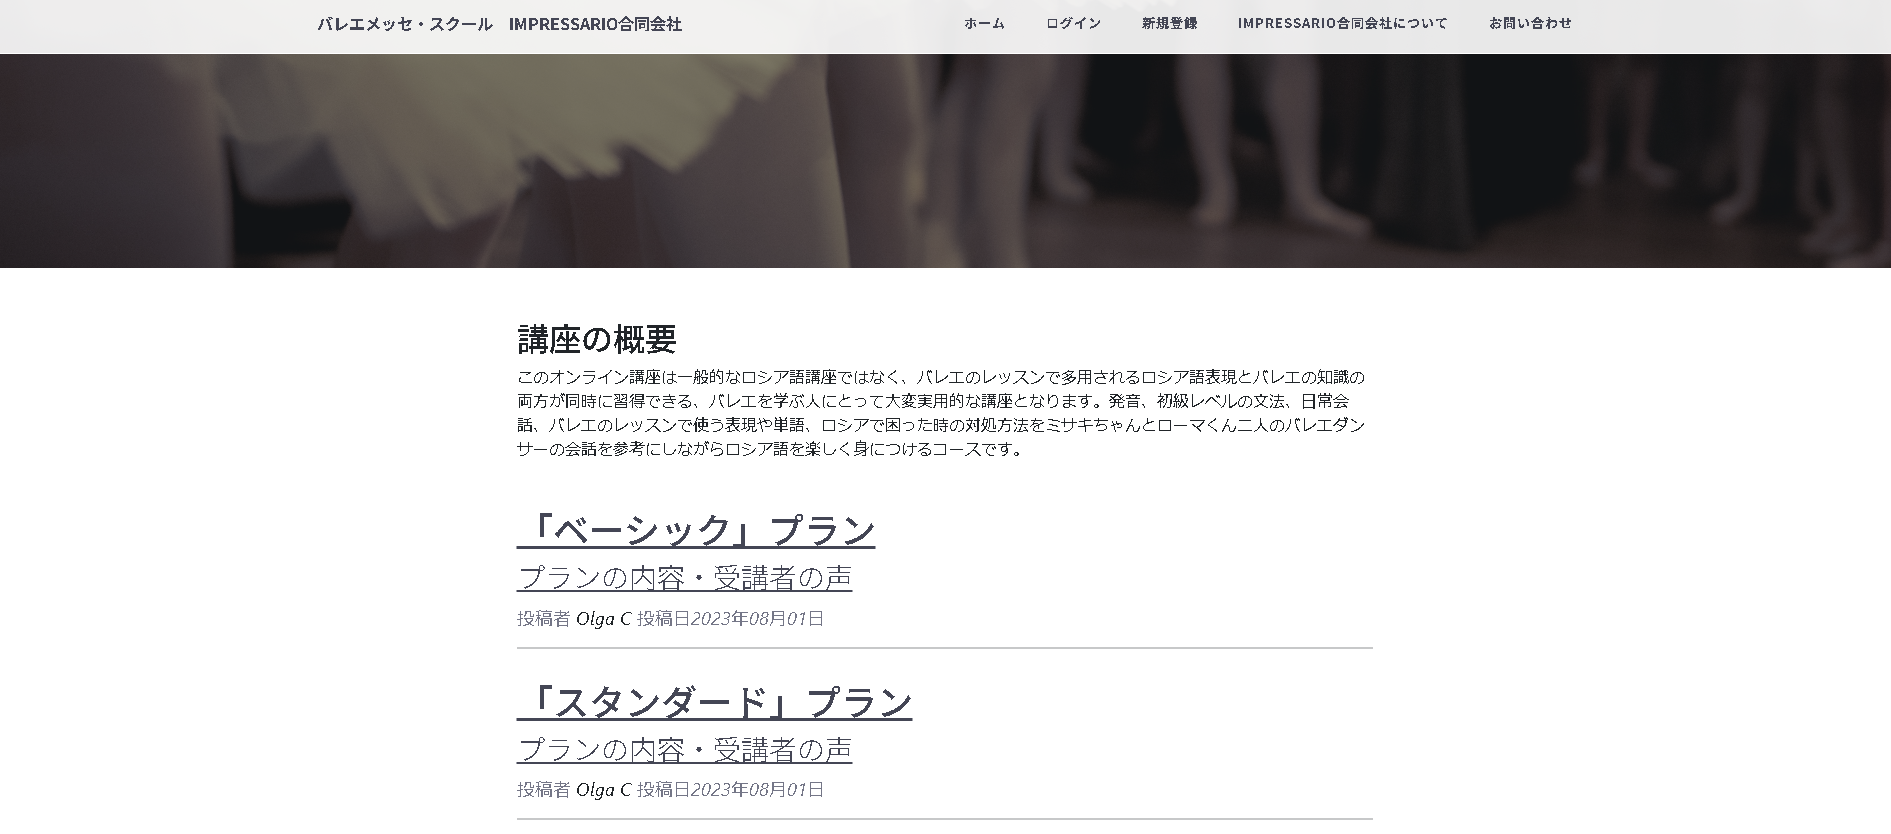 バレエメッセ・スクール　IMPRESSARIO合同会社
ホーム ログイン 新規登録 IMPRESSARIO合同会社について お問い合わせ
講座の概要
このオンライン講座は一般的なロシア語講座ではなく、バレエのレッスンで多用されるロシア語表現とバレエの知識の
両方が同時に習得できる、バレエを学ぶ人にとって大変実用的な講座となります。発音、初級レベルの文法、日常会
話、バレエのレッスンで使う表現や単語、ロシアで困った時の対処方法をミサキちゃんとローマくん二人のバレエダン
サーの会話を参考にしながらロシア語を楽しく身につけるコースです。
「ベーシック」プラン
プランの内容・受講者の声
投稿者 Olga C 投稿日2023年08月01日
「スタンダード」プラン
プランの内容・受講者の声
投稿者 Olga C 投稿日2023年08月01日